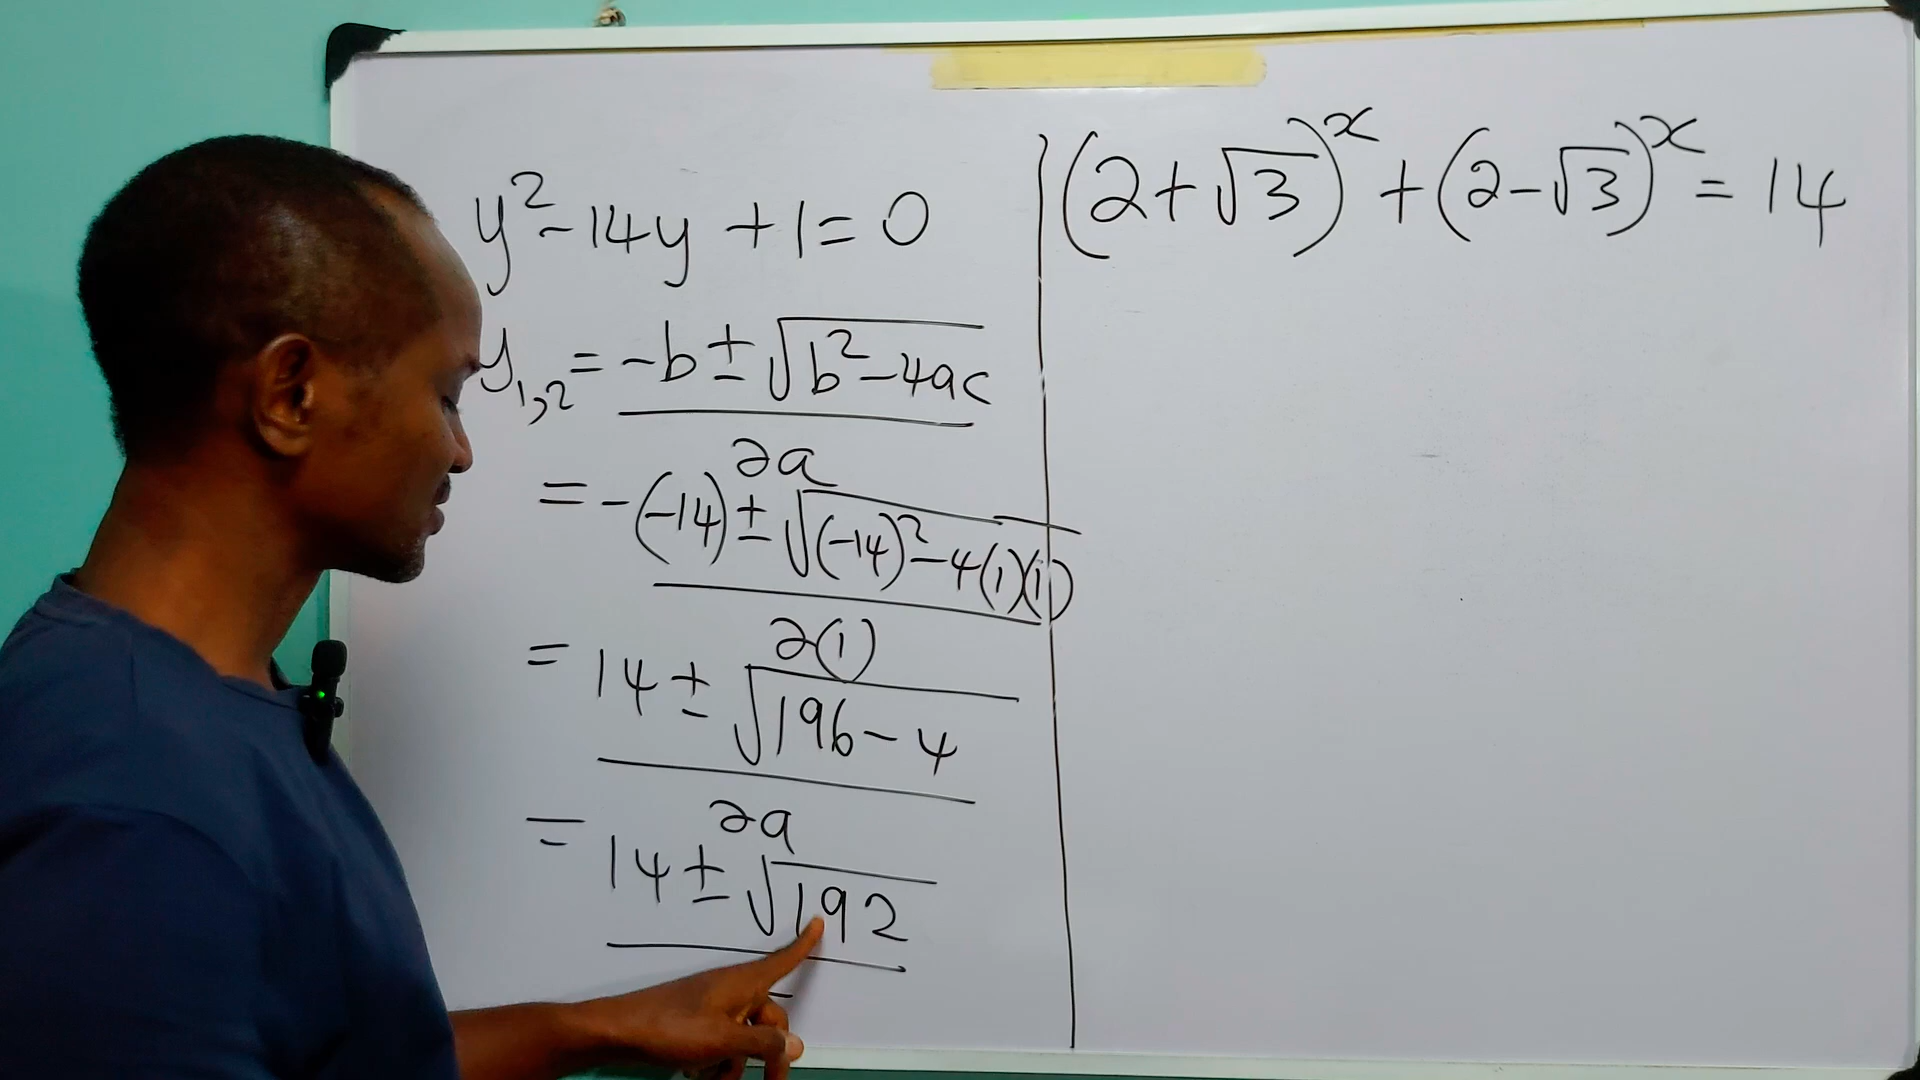 y² - 14y + 1 = 0
y₁,₂ = -b ± √(b² - 4ac)
2a
= -(-14) ± √((-14)² - 4(1)(1))
2(1)
= 14 ± √(196 - 4)
2a
= 14 ± √192
(2+√3)ˣ + (2-√3)ˣ = 14